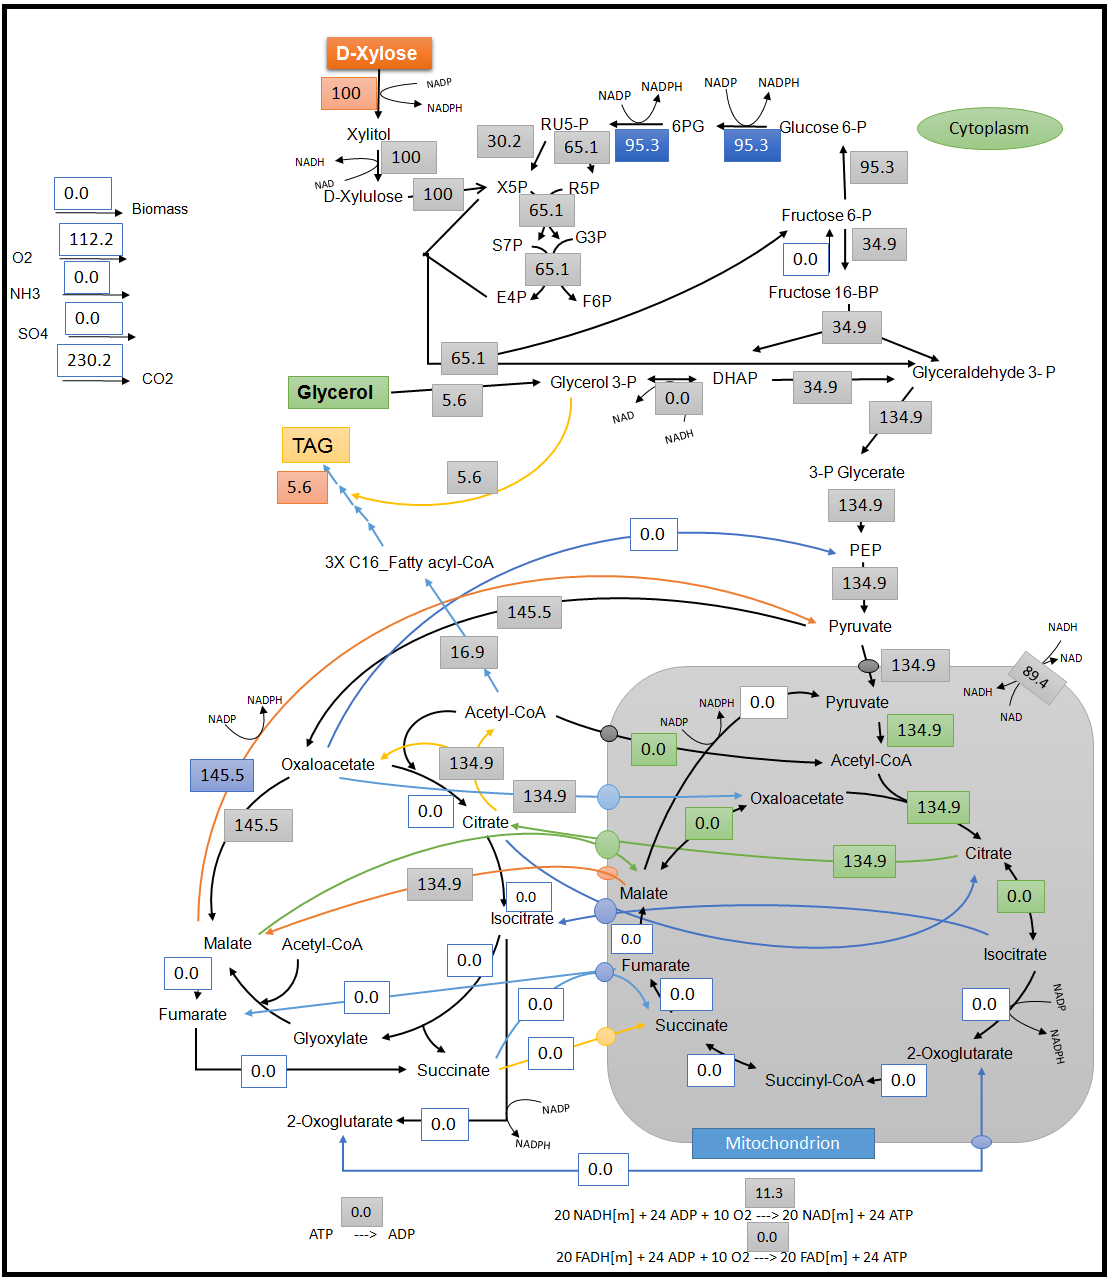 D-Xylose
100
NADP
NADPH
Xylitol
NADH
NAD
100
D-Xylulose
100
30.2
RU5-P
65.1
NADP
NADPH
95.3
6PG
NADP
NADPH
95.3
Glucose 6-P
Cytoplasm
95.3
X5P
R5P
65.1
S7P
G3P
65.1
E4P
F6P
Fructose 6-P
0.0
34.9
Fructose 16-BP
34.9
0.0
Biomass
112.2
O2
0.0
NH3
0.0
SO4
230.2
CO2
65.1
Glycerol
5.6
Glycerol 3-P
NAD
0.0
NADH
DHAP
34.9
Glyceraldehyde 3- P
134.9
TAG
5.6
5.6
3-P Glycerate
134.9
0.0
PEP
3X C16_Fatty acyl-CoA
134.9
145.5
Pyruvate
16.9
134.9
NADH
NAD
89.4
NADH
NAD
NADPH
NADP
Acetyl-CoA
NADPH
NADP
0.0
Pyruvate
134.9
0.0
145.5
Oxaloacetate
134.9
Acetyl-CoA
134.9
Oxaloacetate
134.9
0.0
145.5
Citrate
0.0
134.9
Citrate
134.9
Malate
0.0
0.0
Isocitrate
Malate
Acetyl-CoA
0.0
Isocitrate
0.0
0.0
Fumarate
0.0
0.0
0.0
0.0
NADP
NADPH
Fumarate
Glyoxylate
Succinate
0.0
2-Oxoglutarate
0.0
Succinate
0.0
Succinyl-CoA
0.0
2-Oxoglutarate
0.0
NADP
NADPH
Mitochondrion
0.0
0.0
ATP ---> ADP
11.3
20 NADH[m] + 24 ADP + 10 O2 ---> 20 NAD[m] + 24 ATP
0.0
20 FADH[m] + 24 ADP + 10 O2 ---> 20 FAD[m] + 24 ATP